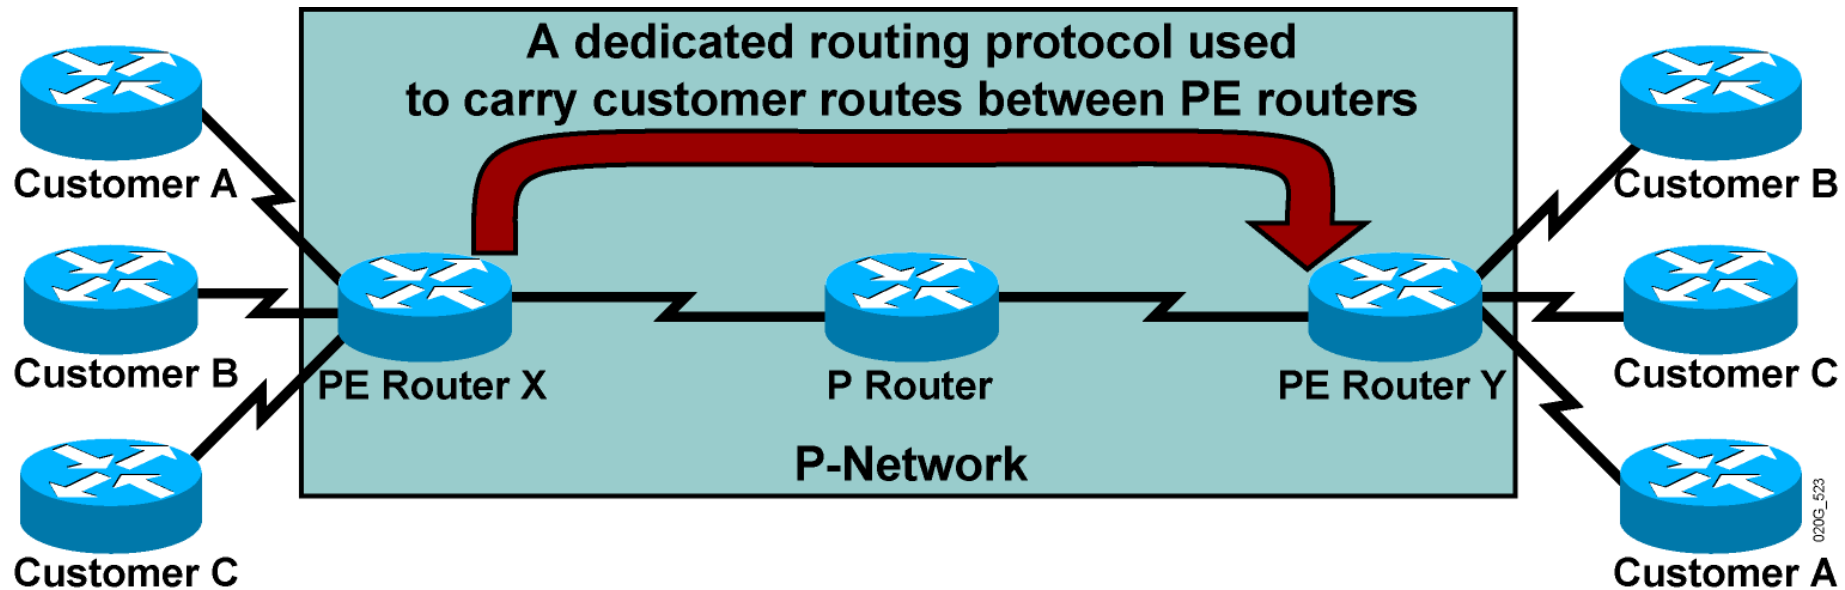 A dedicated routing protocol used
to carry customer routes between PE routers
Customer A
Customer B
Customer B
Customer C
PE Router X
P Router
PE Router Y
P-Network
Customer C
Customer A
020G_523